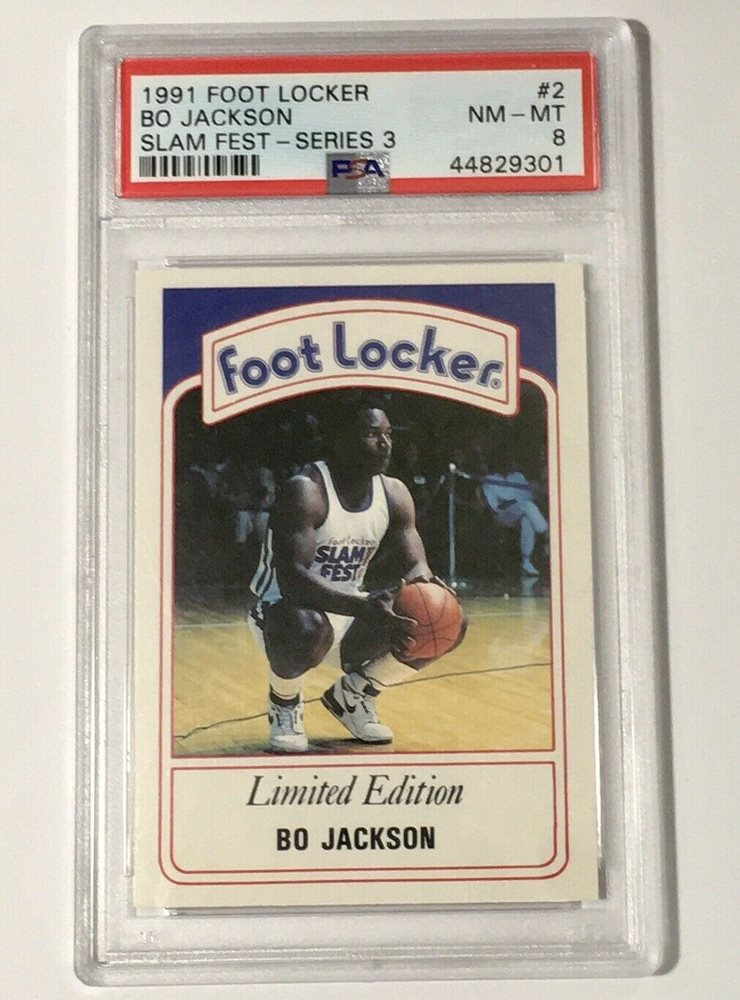 1991 FOOT LOCKER #2
BO JACKSON NM - MT
SLAM FEST - SERIES 3 8
PSA 44829301
foot Locker®
foot Locker
SLAM
FEST
Limited Edition
BO JACKSON